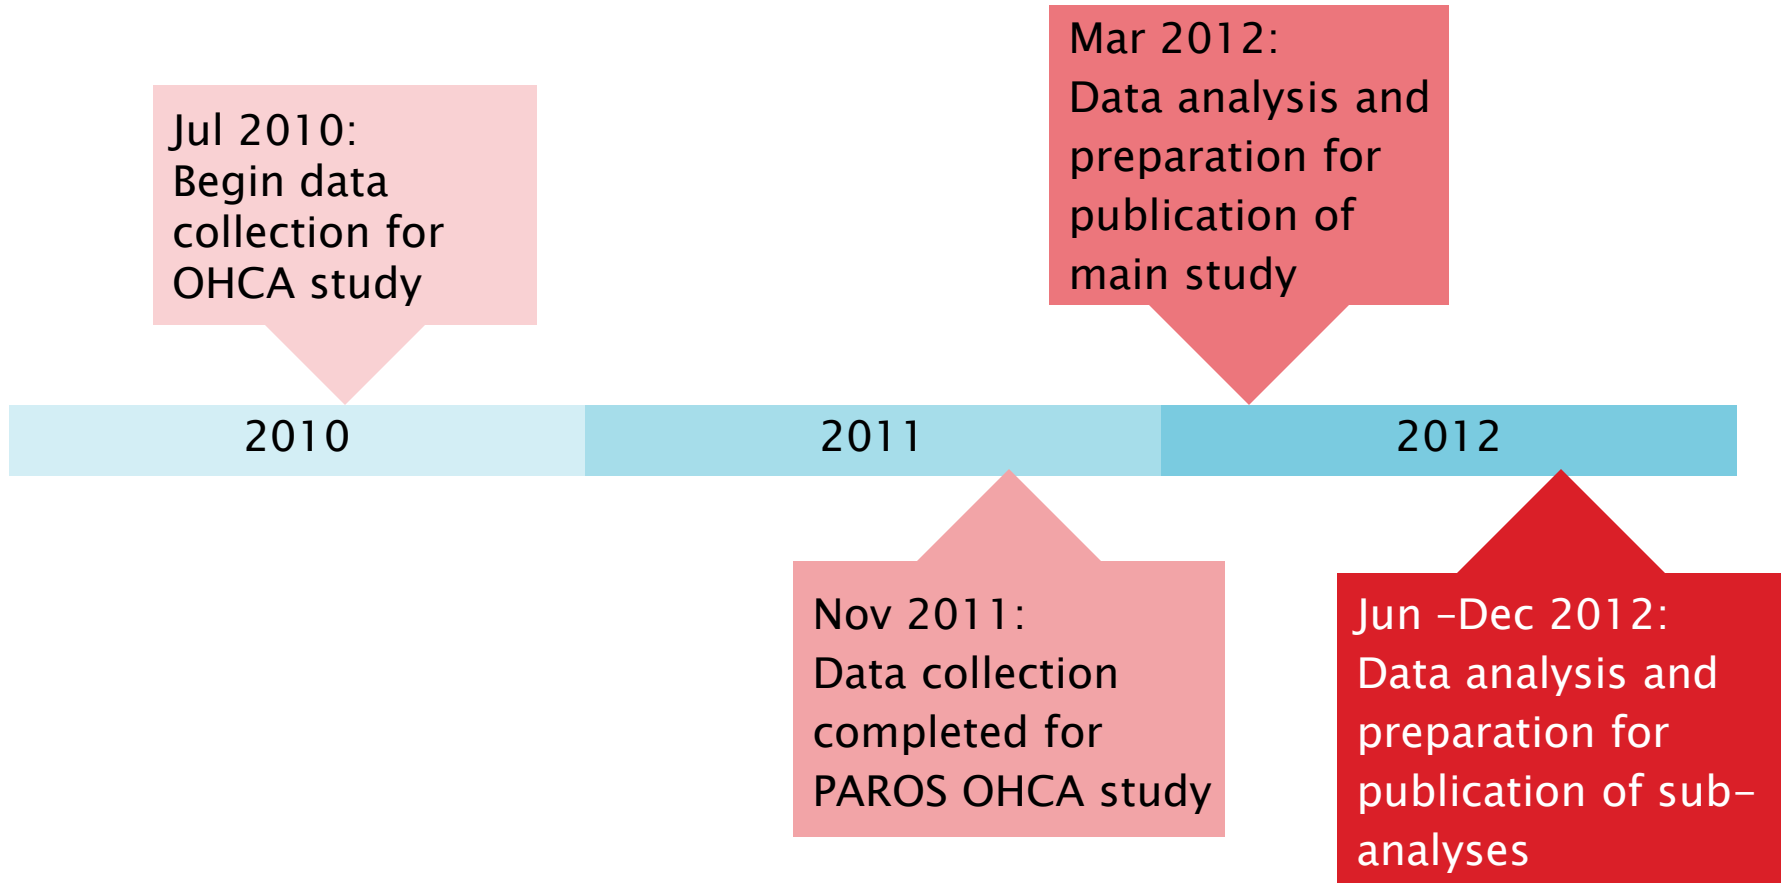 Jul 2010:
Begin data
collection for
OHCA study
Mar 2012:
Data analysis and
preparation for
publication of
main study
2010
2011
2012
Nov 2011:
Data collection
completed for
PAROS OHCA study
Jun –Dec 2012:
Data analysis and
preparation for
publication of sub–
analyses